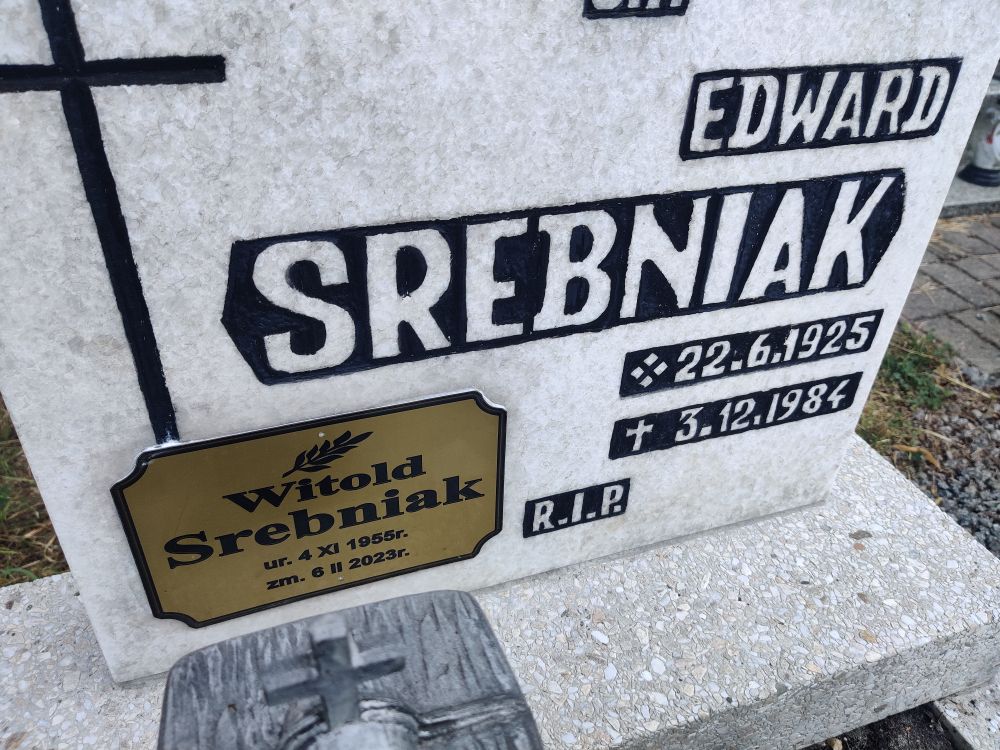 EDWARD
SREBNIAK
22.6.1925
3.12.1984
R.I.P.
Witold
Srebniak
ur. 4 XI 1955r.
zm. 6 II 2023r.